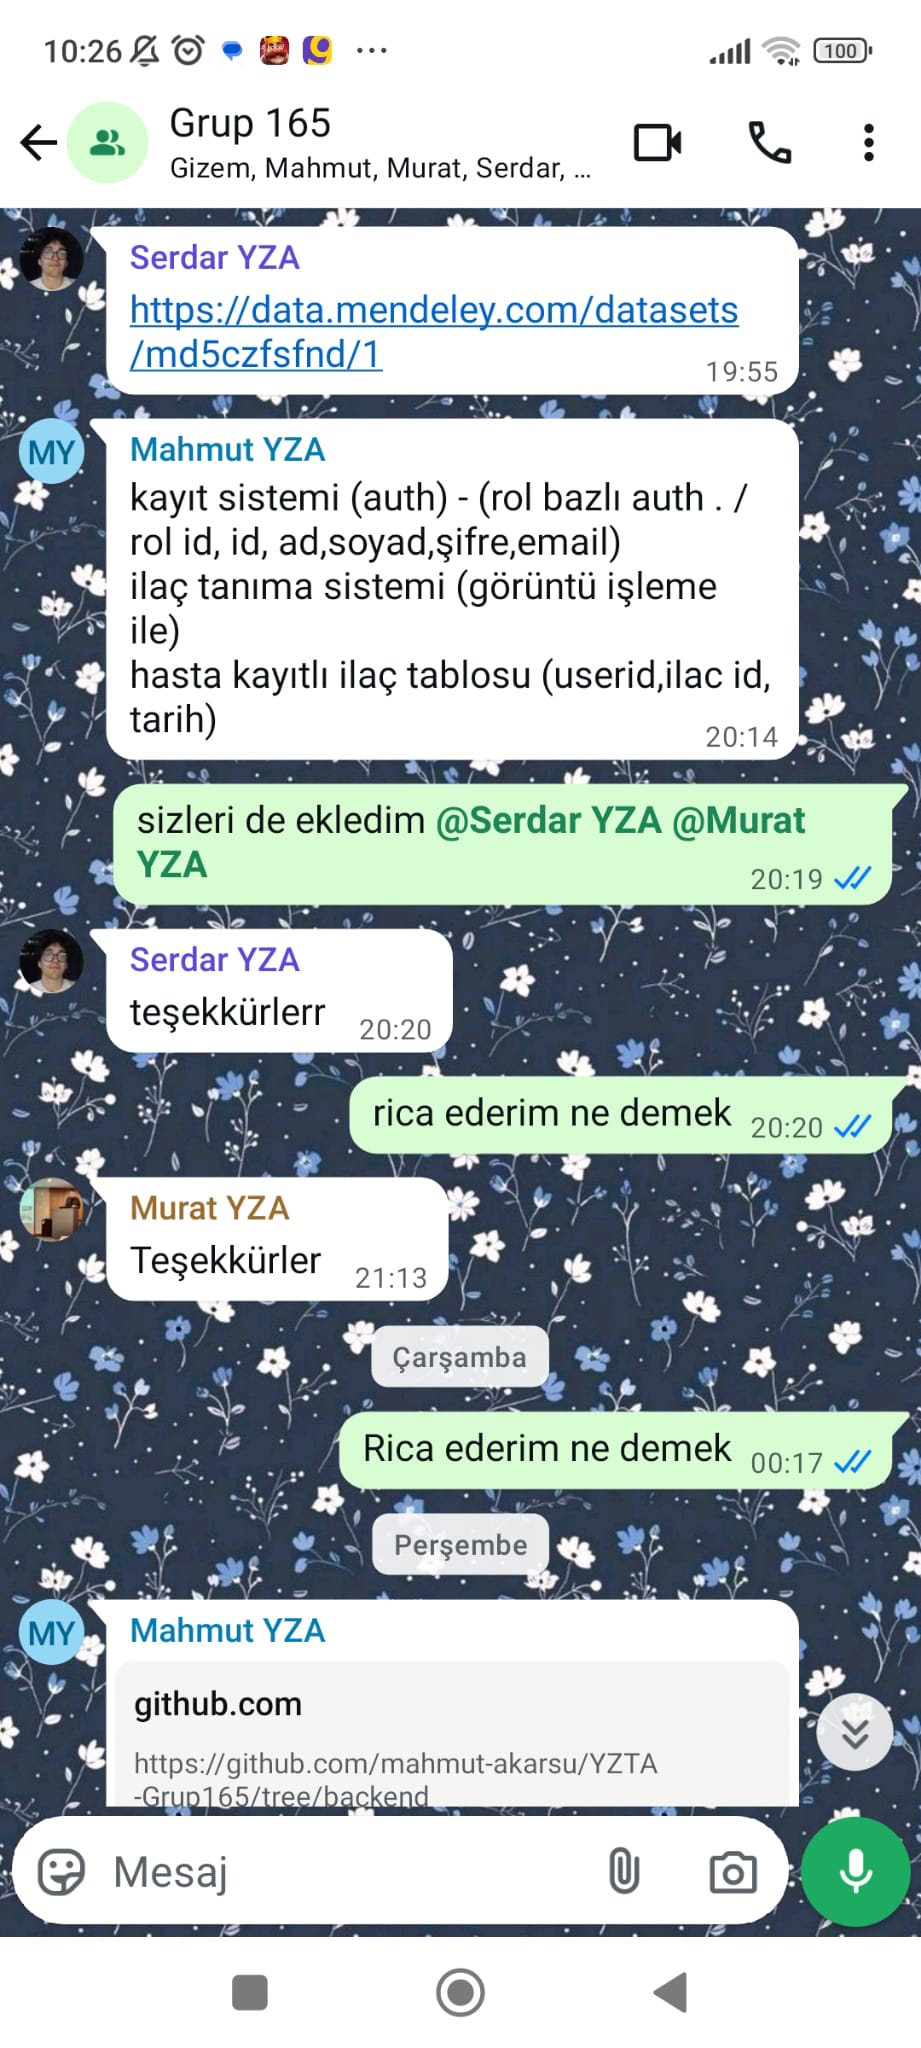 10:26
100
Grup 165
Gizem, Mahmut, Murat, Serdar, ...
Serdar YZA
https://data.mendeley.com/datasets
/md5czfsfnd/1
19:55
MY
Mahmut YZA
kayıt sistemi (auth) - (rol bazlı auth . /
rol id, id, ad,soyad,şifre,email)
ilaç tanıma sistemi (görüntü işleme
ile)
hasta kayıtlı ilaç tablosu (userid,ilac id,
tarih)
20:14
sizleri de ekledim @Serdar YZA @Murat
YZA
20:19
Serdar YZA
teşekkürlerr
20:20
rica ederim ne demek
20:20
Murat YZA
Teşekkürler
21:13
Çarşamba
Rica ederim ne demek
00:17
Perşembe
MY
Mahmut YZA
github.com
https://github.com/mahmut-akarsu/YZTA
-Grup165/tree/backend
Mesaj